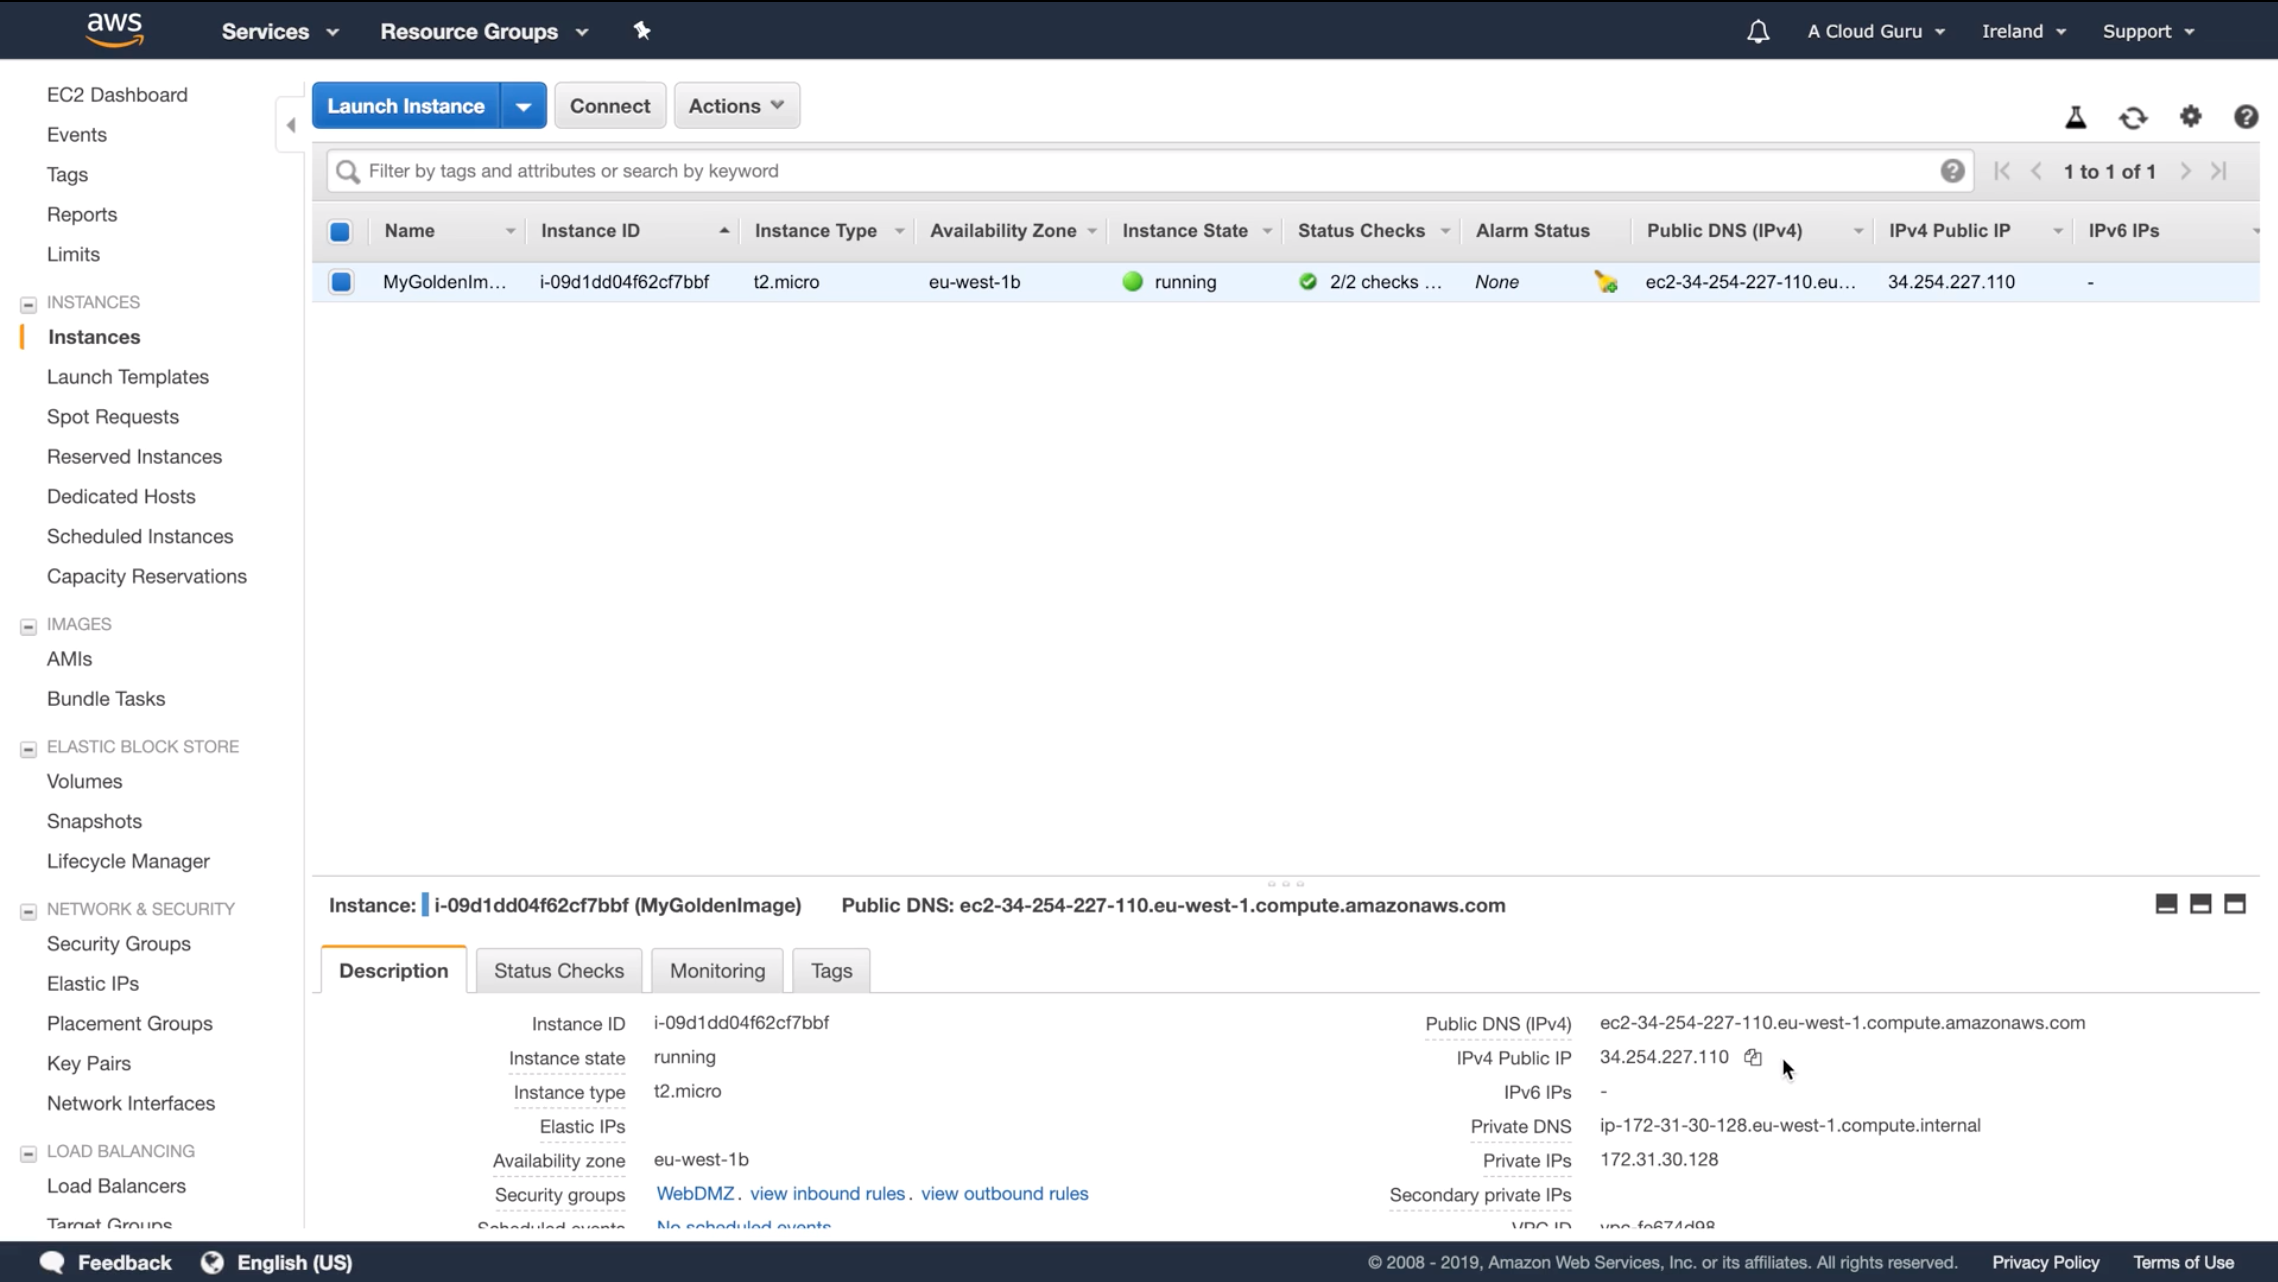 aws
Services
Resource Groups
A Cloud Guru
Ireland
Support
EC2 Dashboard
Events
Tags
Reports
Limits
INSTANCES
Instances
Launch Templates
Spot Requests
Reserved Instances
Dedicated Hosts
Scheduled Instances
Capacity Reservations
IMAGES
AMIs
Bundle Tasks
ELASTIC BLOCK STORE
Volumes
Snapshots
Lifecycle Manager
NETWORK & SECURITY
Security Groups
Elastic IPs
Placement Groups
Key Pairs
Network Interfaces
LOAD BALANCING
Load Balancers
Target Groups
Launch Instance
Connect
Actions
Filter by tags and attributes or search by keyword
1 to 1 of 1
Name Instance ID Instance Type Availability Zone Instance State Status Checks Alarm Status Public DNS (IPv4) IPv4 Public IP IPv6 IPs
MyGoldenIm... i-09d1dd04f62cf7bbf t2.micro eu-west-1b running 2/2 checks ... None ec2-34-254-227-110.eu... 34.254.227.110 -
Instance: i-09d1dd04f62cf7bbf (MyGoldenImage) Public DNS: ec2-34-254-227-110.eu-west-1.compute.amazonaws.com
Description Status Checks Monitoring Tags
Instance ID i-09d1dd04f62cf7bbf
Instance state running
Instance type t2.micro
Elastic IPs
Availability zone eu-west-1b
Security groups WebDMZ. view inbound rules. view outbound rules
Scheduled events No scheduled events
Public DNS (IPv4) ec2-34-254-227-110.eu-west-1.compute.amazonaws.com
IPv4 Public IP 34.254.227.110
IPv6 IPs -
Private DNS ip-172-31-30-128.eu-west-1.compute.internal
Private IPs 172.31.30.128
Secondary private IPs
VPC ID vpc-fe674d98
Feedback
English (US)
© 2008 - 2019, Amazon Web Services, Inc. or its affiliates. All rights reserved.
Privacy Policy
Terms of Use